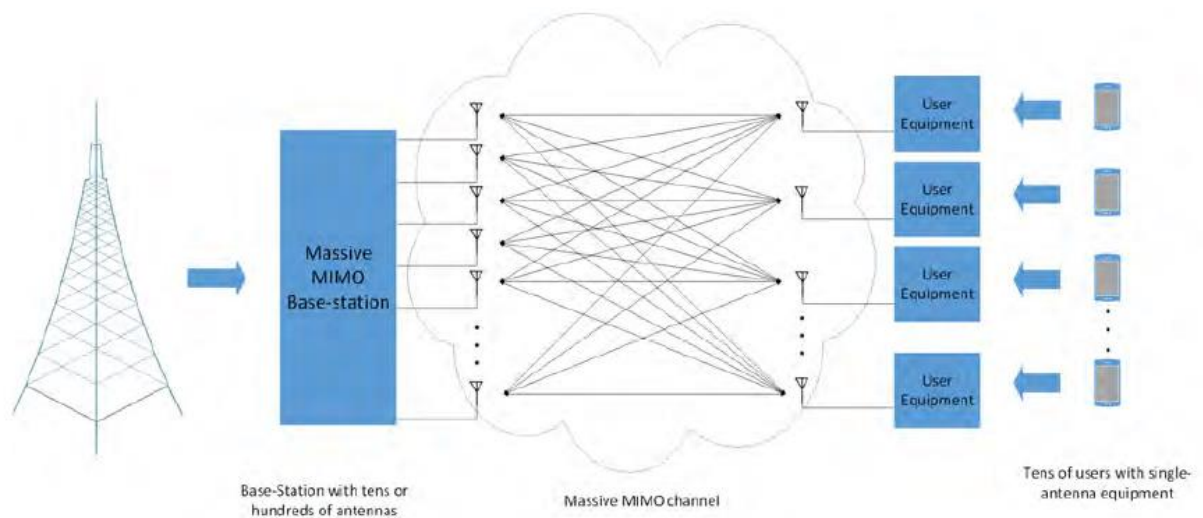 Massive
MIMO
Base-station
User
Equipment
User
Equipment
User
Equipment
User
Equipment
Base-Station with tens or
hundreds of antennas
Massive MIMO channel
Tens of users with single-
antenna equipment